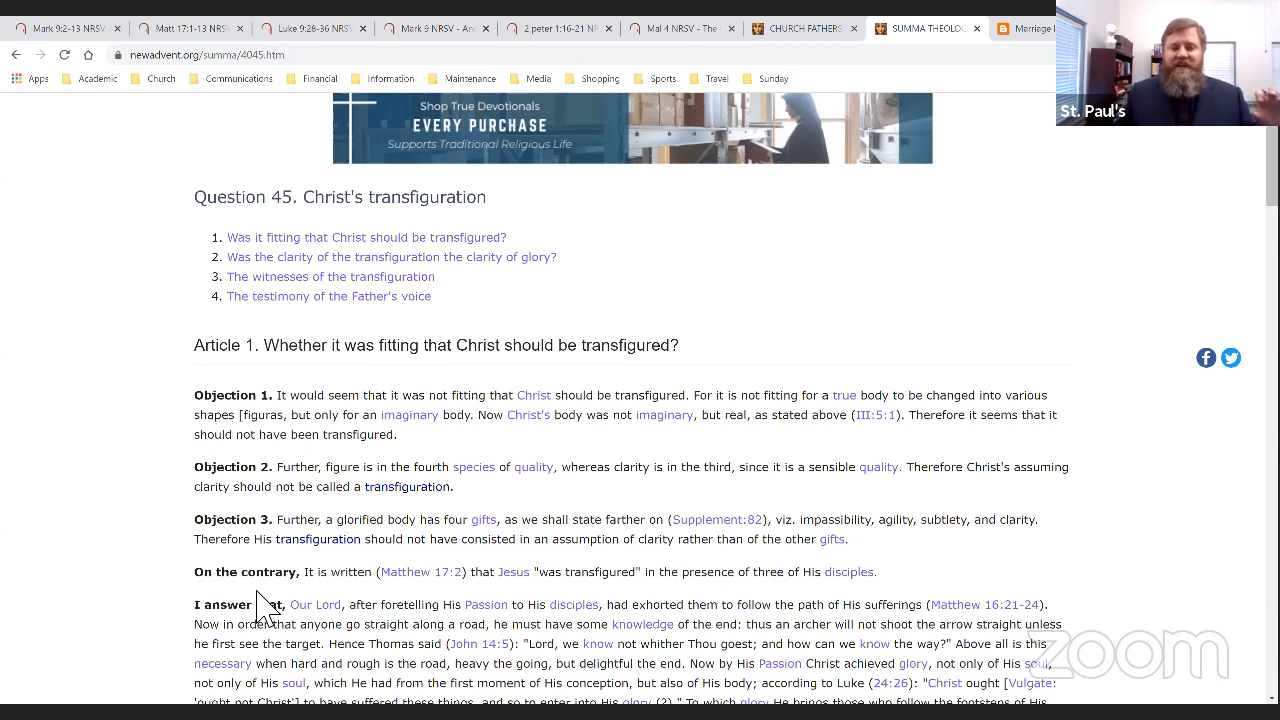 Mark 9:2-13 NRSV
Matt 17:1-13 NRSV
Luke 9:28-36 NRSV
2 Peter 1:16-21 NR
Mal 4 NRSV - An
CHURCH FATHERS
SUMMA THEOLOG
Marriage
newadvent.
Apps
Academic
Church
Communication
Financ
Sho
St. Paul's
Shop True Devotionals
EVERY PURCHASE
Supports Traditional Religious Life
Question 45. Christ's transfiguration
1. Was it fitting that Christ should be transfigured?
2. Was the clarity of the transfiguration the clarity of glory?
3. The witnesses of the transfiguration
4. The testimony of the Father's voice
Article 1. Whether it was fitting that Christ should be transfigured?
Objection 1. It would seem that it was not fitting that Christ should be transfigured. For it is not fitting for a true body to be changed into various
shapes [figuras, but only for an imaginary body. Now Christ's body was not imaginary, but real, as stated above (III:5:1). Therefore it seems that it
should not have been transfigured.
Objection 2. Further, figure is in the fourth species of quality, whereas clarity is in the third, since it is a sensible quality. Therefore Christ's assuming
clarity should not be called a transfiguration.
Objection 3. Further, a glorified body has four gifts, as we shall state farther on (Supplement:82), viz. impassibility, agility, subtlety, and clarity.
Therefore His transfiguration should not have consisted in an assumption of clarity rather than of the other gifts.
On the contrary, It is written (Matthew 17:2) that Jesus "was transfigured" in the presence of three of His disciples.
I answer that, Our Lord, after foretelling His Passion to His disciples, had exhorted them to follow the path of His sufferings (Matthew 16:21-24).
Now in order that anyone go straight along a road, he must have some knowledge of the end: thus an archer will not shoot the arrow straight unless
he first see the target. Hence Thomas said (John 14:5): "Lord, we know not whither Thou goest; and how can we know the way?" Above all is this
necessary when hard and rough is the road, heavy the going, but delightful the end. Now by His Passion Christ achieved glory, not only of His soul,
not only of His soul, which He had from the first moment of His conception, but also of His body; according to Luke (24:26): "Christ ought [Vulgate:
'ought not Christ'] to have suffered these things, and so to enter into His glory (." To which glory He brings those who follow the footsteps of His
zoom